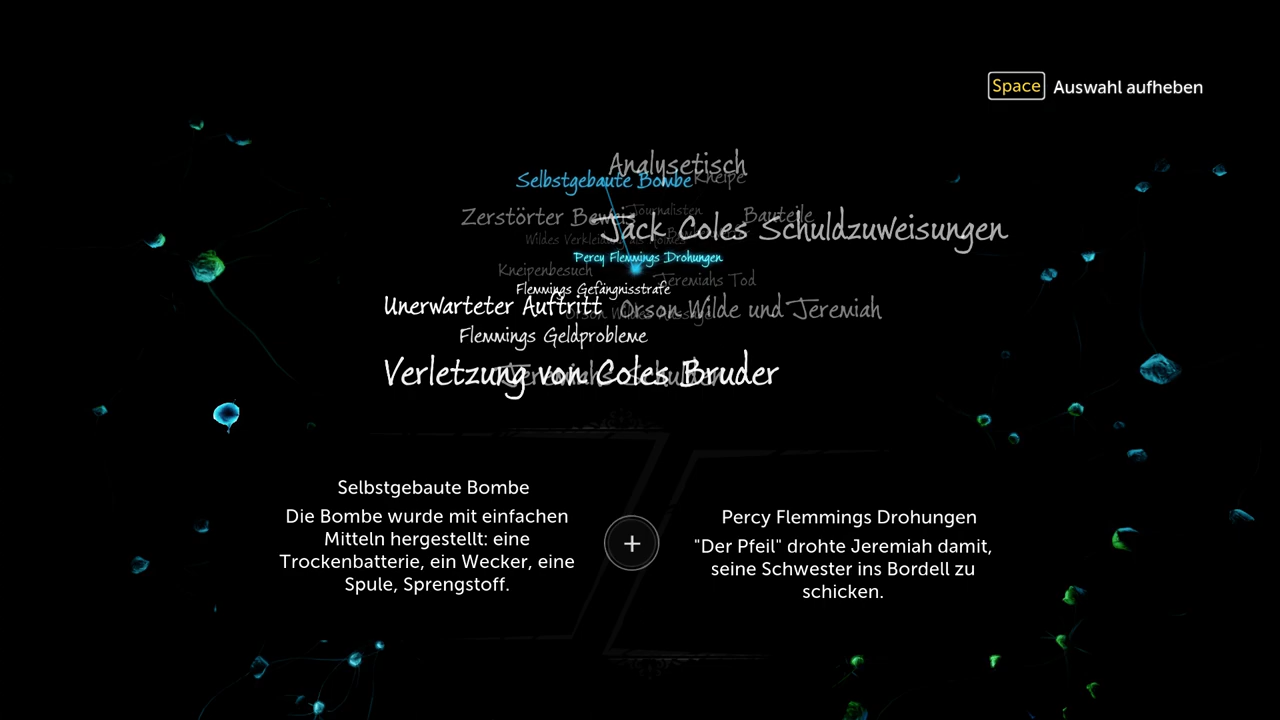 Space Auswahl aufheben
Analysetisch
Selbstgebaute Bombe
Kneipe
Journalisten
Zerstörter Beweis
Bauteile
Jack Coles Schuldzuweisungen
Percy Flemmings Drohungen
Kneipenbesuch
Jeremiahs Tod
Flemmings Gefängnisstrafe
Unerwarteter Auftritt
Orson Wilde und Jeremiah
Flemmings Geldprobleme
Verletzung von Coles Bruder
Selbstgebaute Bombe
Die Bombe wurde mit einfachen
Mitteln hergestellt: eine
Trockenbatterie, ein Wecker, eine
Spule, Sprengstoff.
+
Percy Flemmings Drohungen
"Der Pfeil" drohte Jeremiah damit,
seine Schwester ins Bordell zu
schicken.